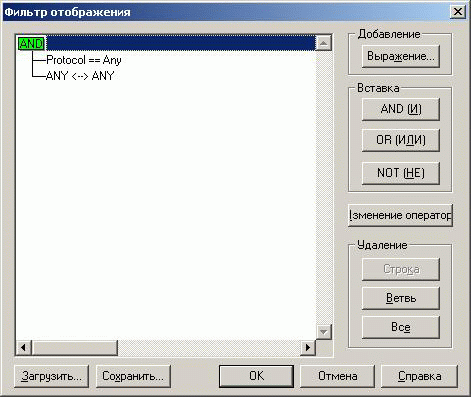 Фильтр отображения
AND
Protocol == Any
ANY <--> ANY
Добавление
Выражение...
Вставка
AND (И)
OR (ИЛИ)
NOT (НЕ)
Изменение оператор
Удаление
Строка
Ветвь
Все
Загрузить...
Сохранить...
OK
Отмена
Справка